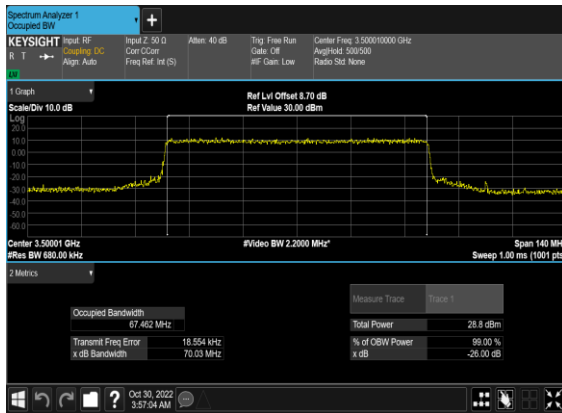 Spectrum Analyzer 1
Occupied BW
KEYSIGHT
R T
LXI
Input: RF
Coupling: DC
Align: Auto
Input Z: 50 Ω
Corr CCorr
Freq Ref: Int (S)
Atten: 40 dB
Trig: Free Run
Gate: Off
#IF Gain: Low
Center Freq: 3.500010000 GHz
Avg|Hold: 500/500
Radio Std: None
1 Graph
Scale/Div 10.0 dB
Ref Lvl Offset 8.70 dB
Ref Value 30.00 dBm
Log
20.0
10.0
0.00
-10.0
-20.0
-30.0
-40.0
-50.0
-60.0
Center 3.50001 GHz
#Res BW 680.00 kHz
#Video BW 2.2000 MHz*
Span 140 MH
Sweep 1.00 ms (1001 pts
2 Metrics
Measure Trace Trace 1
Occupied Bandwidth
67.462 MHz
Total Power 28.8 dBm
Transmit Freq Error 18.554 kHz
% of OBW Power 99.00 %
x dB Bandwidth 70.03 MHz
x dB -26.00 dB
?
Oct 30, 2022
3:57:04 AM